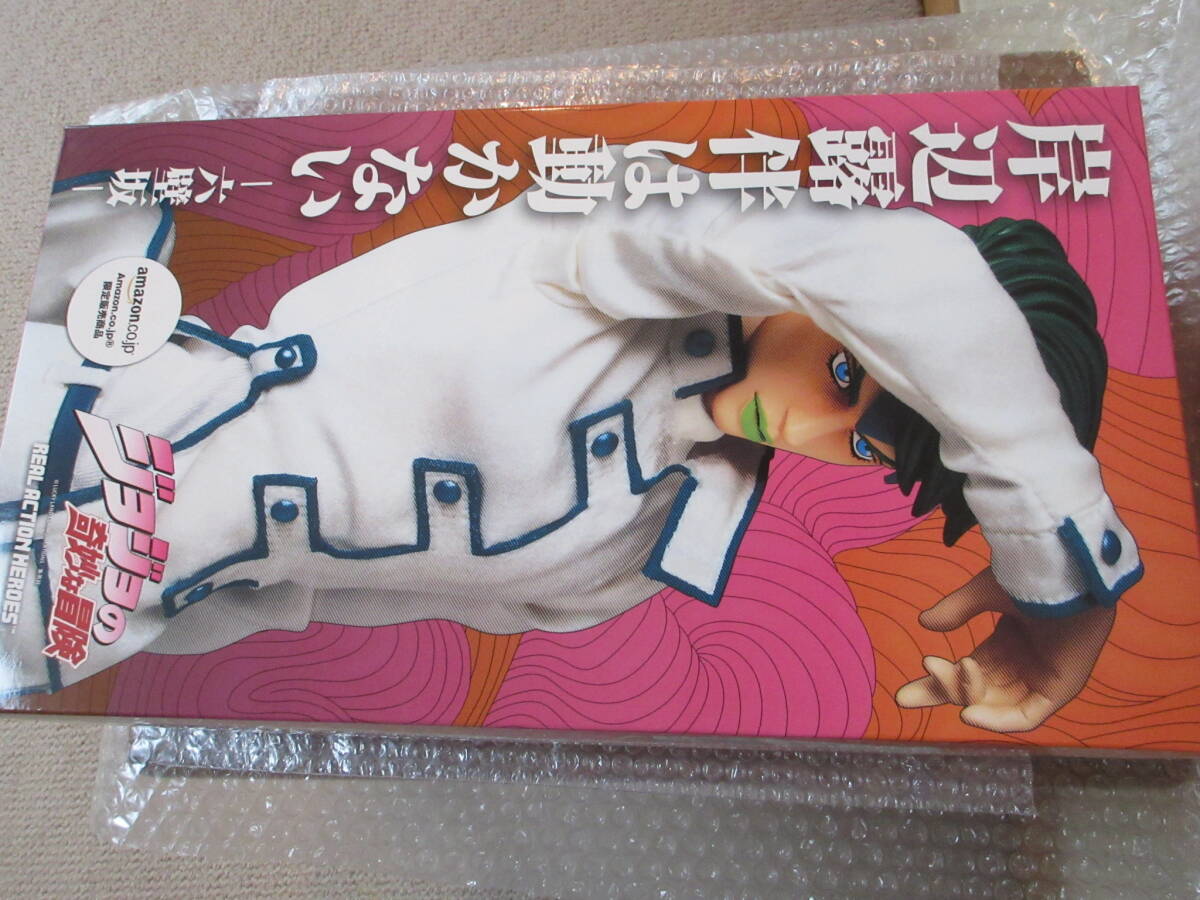 岸辺露伴は動かない
―六壁坂―
amazon.co.jp
Amazon.co.jp®
限定販売商品
ジョジョの
奇妙な冒険
REAL ACTION HEROES™